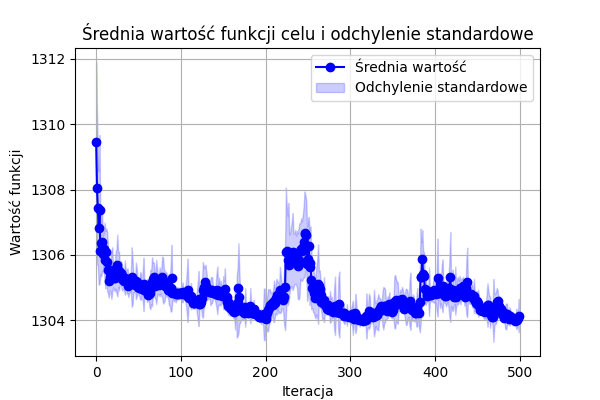 Średnia wartość funkcji celu i odchylenie standardowe
Średnia wartość
Odchylenie standardowe
Wartość funkcji
1312
1310
1308
1306
1304
0 100 200 300 400 500
Iteracja